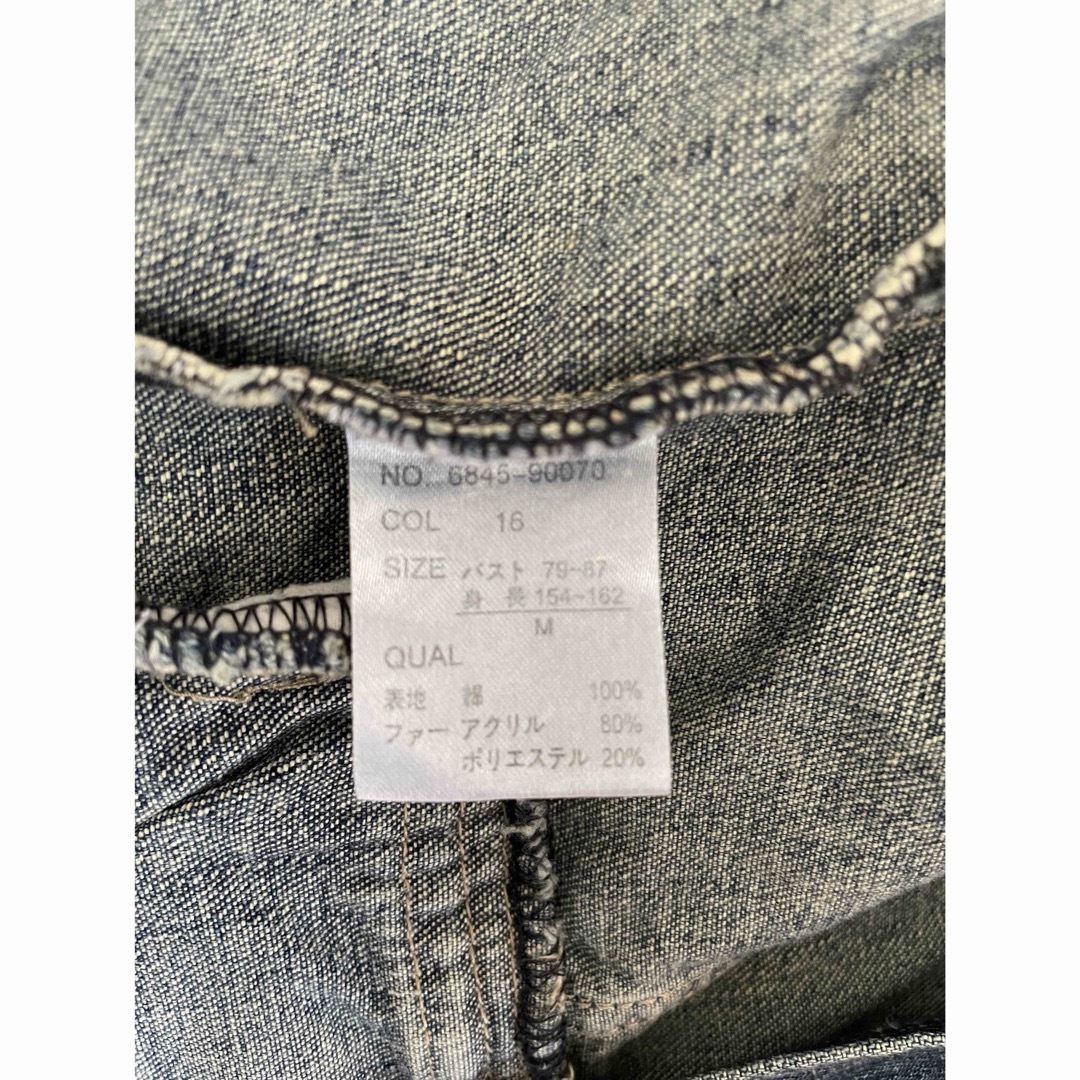 NO. 6845-90070
COL 16
SIZE バスト 79~87
身長 154~162
M
QUAL
表地 綿 100%
ファー アクリル 80%
ポリエステル 20%